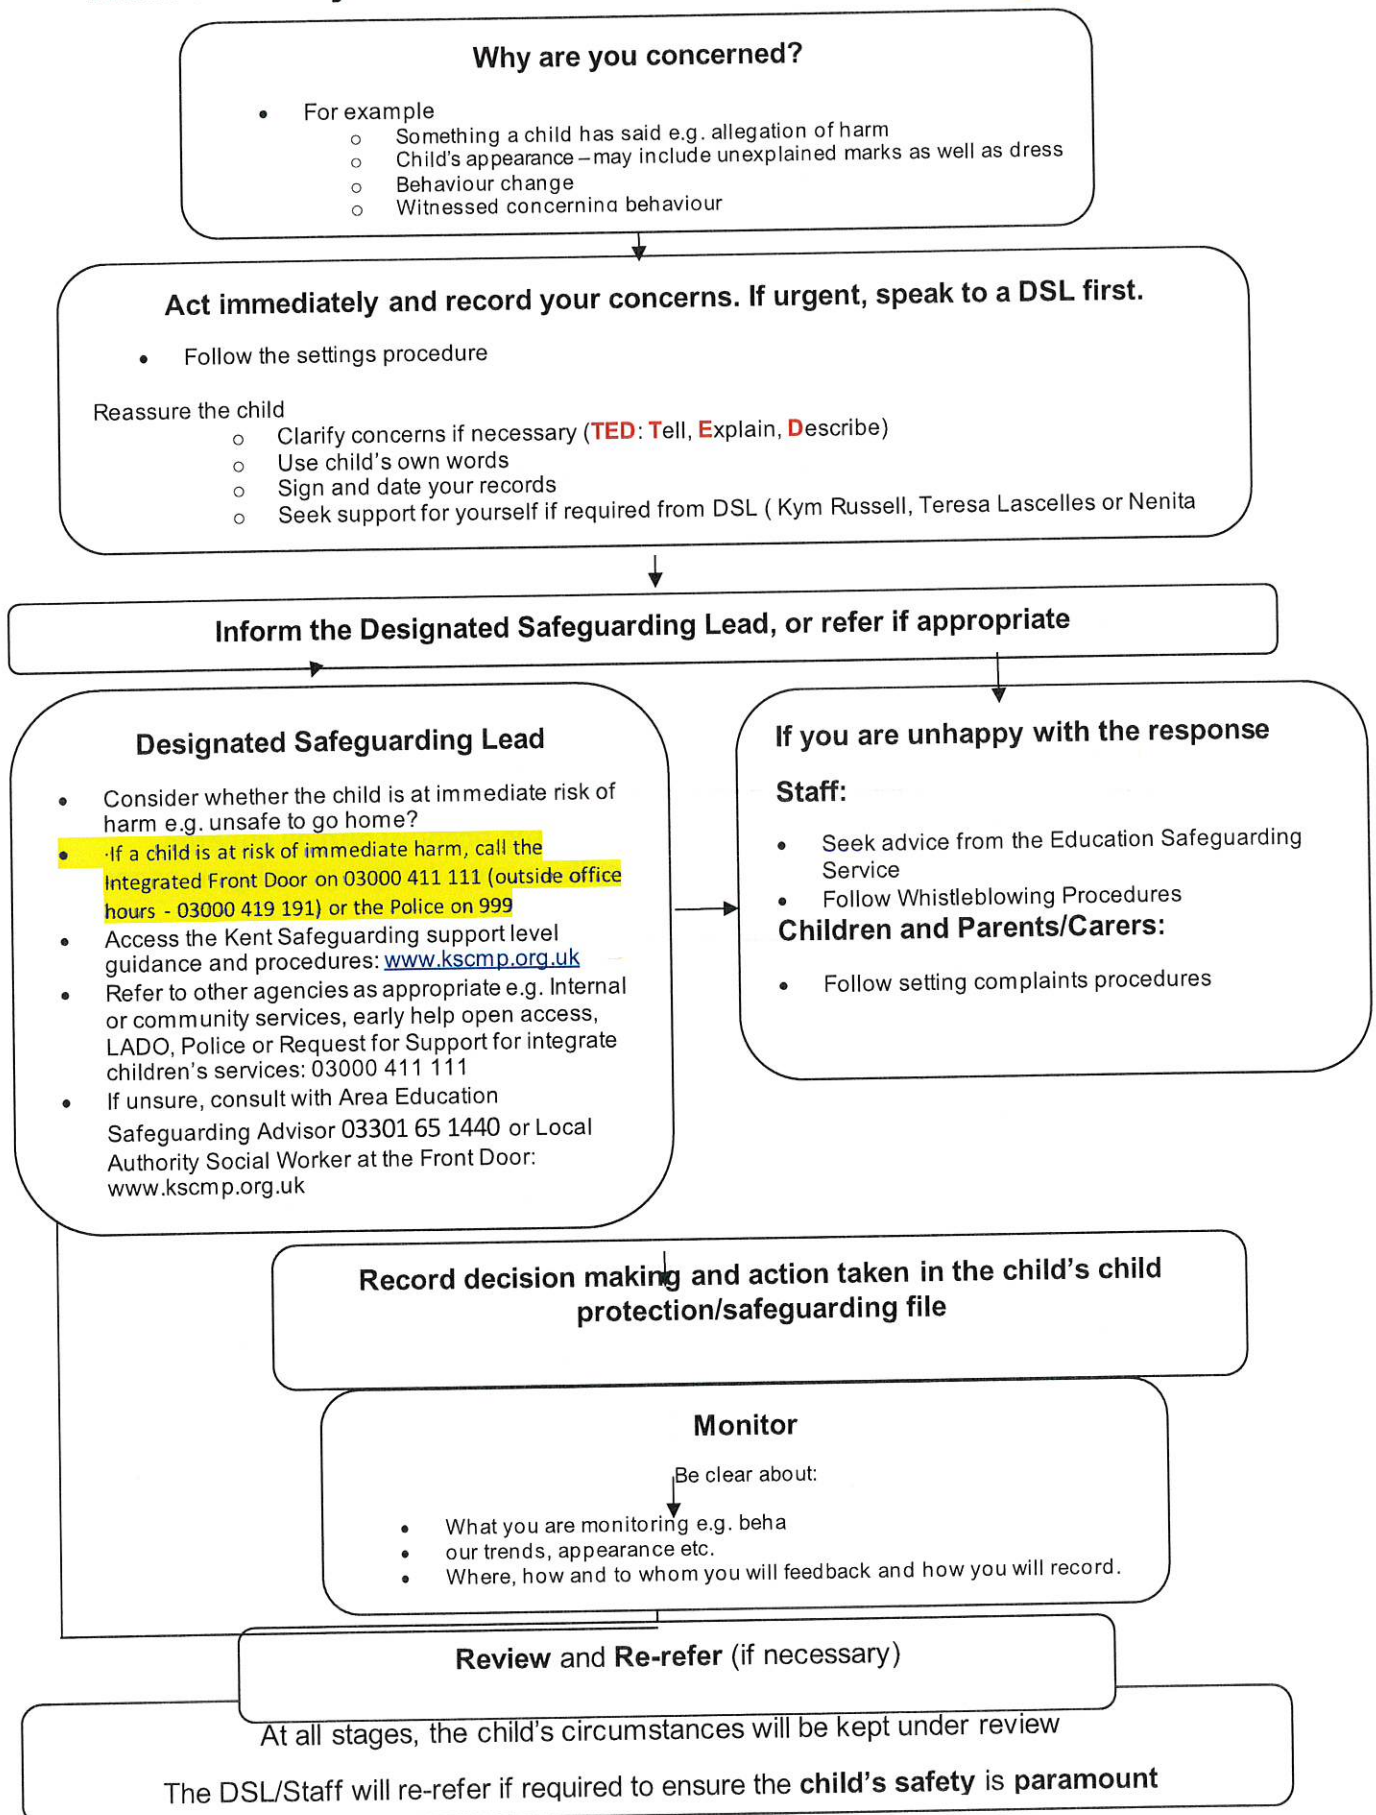 Why are you concerned?
• For example
o Something a child has said e.g. allegation of harm
o Child's appearance – may include unexplained marks as well as dress
o Behaviour change
o Witnessed concerning behaviour
Act immediately and record your concerns. If urgent, speak to a DSL first.
• Follow the settings procedure
Reassure the child
o Clarify concerns if necessary (TED: Tell, Explain, Describe)
o Use child's own words
o Sign and date your records
o Seek support for yourself if required from DSL ( Kym Russell, Teresa Lascelles or Nenita
Inform the Designated Safeguarding Lead, or refer if appropriate
Designated Safeguarding Lead
• Consider whether the child is at immediate risk of
harm e.g. unsafe to go home?
• ·If a child is at risk of immediate harm, call the
Integrated Front Door on 03000 411 111 (outside office
hours - 03000 419 191) or the Police on 999
• Access the Kent Safeguarding support level
guidance and procedures: www.kscmp.org.uk
• Refer to other agencies as appropriate e.g. Internal
or community services, early help open access,
LADO, Police or Request for Support for integrate
children's services: 03000 411 111
• If unsure, consult with Area Education
Safeguarding Advisor 03301 65 1440 or Local
Authority Social Worker at the Front Door:
www.kscmp.org.uk
If you are unhappy with the response
Staff:
• Seek advice from the Education Safeguarding
Service
• Follow Whistleblowing Procedures
Children and Parents/Carers:
• Follow setting complaints procedures
Record decision making and action taken in the child's child
protection/safeguarding file
Monitor
Be clear about:
• What you are monitoring e.g. beha
• our trends, appearance etc.
• Where, how and to whom you will feedback and how you will record.
Review and Re-refer (if necessary)
At all stages, the child's circumstances will be kept under review
The DSL/Staff will re-refer if required to ensure the child's safety is paramount